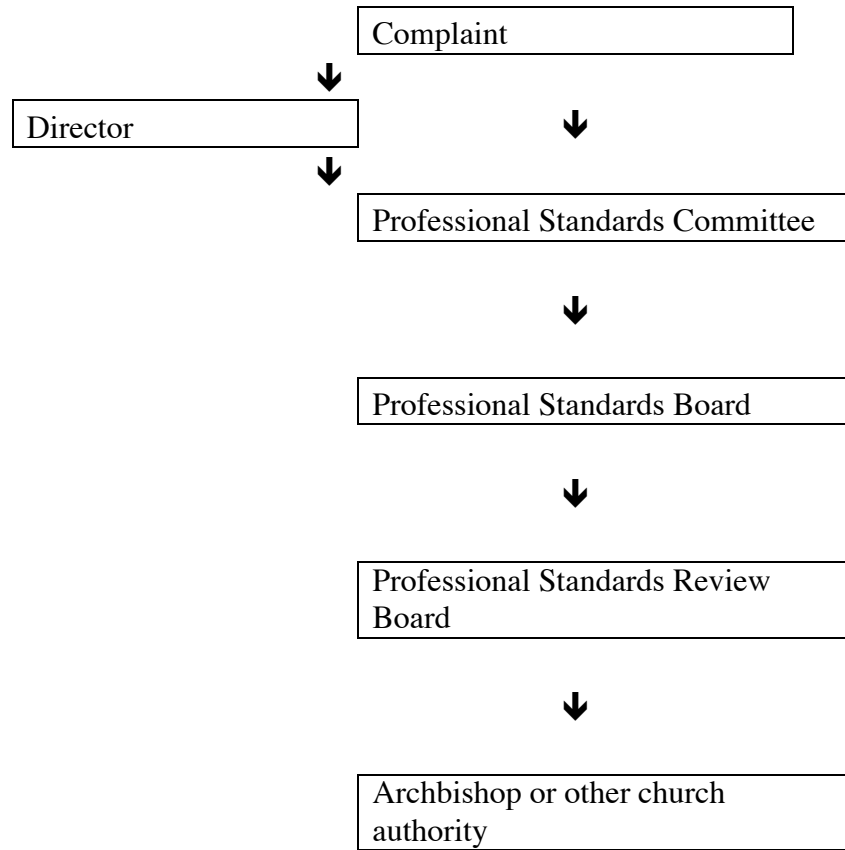 Complaint
Director
Professional Standards Committee
Professional Standards Board
Professional Standards Review
Board
Archbishop or other church
authority